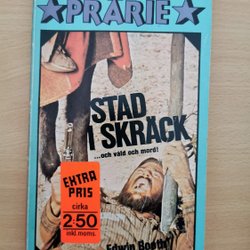 ★PRÄRIE★
STAD
I SKRÄCK
...och våld och mord!
EXTRA
PRIS
cirka
2:50
inkl. moms.
Edwin Booth